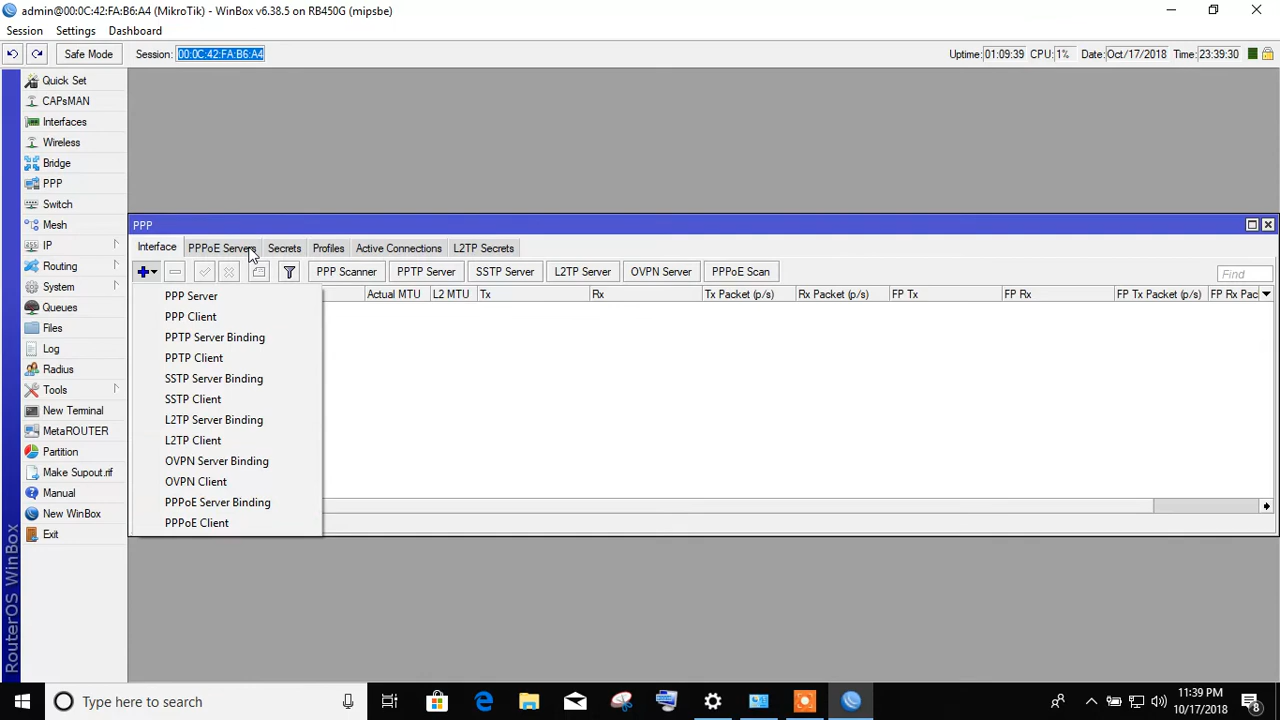 admin@00:0C:42:FA:B6:A4 (MikroTik) - WinBox v6.38.5 on RB450G (mipsbe)
Session Settings Dashboard
Safe Mode Session: 00:0C:42:FA:B6:A4 Uptime: 01:09:39 CPU: 1% Date: Oct/17/2018 Time: 23:39:30
Quick Set
CAPsMAN
Interfaces
Wireless
Bridge
PPP
Switch
Mesh
IP
Routing
System
Queues
Files
Log
Radius
Tools
New Terminal
MetaROUTER
Partition
Make Supout.rif
Manual
New WinBox
Exit
RouterOS WinBox
PPP
Interface PPPoE Servers Secrets Profiles Active Connections L2TP Secrets
PPP Scanner PPTP Server SSTP Server L2TP Server OVPN Server PPPoE Scan Find
Actual MTU L2 MTU Tx Rx Tx Packet (p/s) Rx Packet (p/s) FP Tx FP Rx FP Tx Packet (p/s) FP Rx Pac
PPP Server
PPP Client
PPTP Server Binding
PPTP Client
SSTP Server Binding
SSTP Client
L2TP Server Binding
L2TP Client
OVPN Server Binding
OVPN Client
PPPoE Server Binding
PPPoE Client
Type here to search
11:39 PM
10/17/2018
8